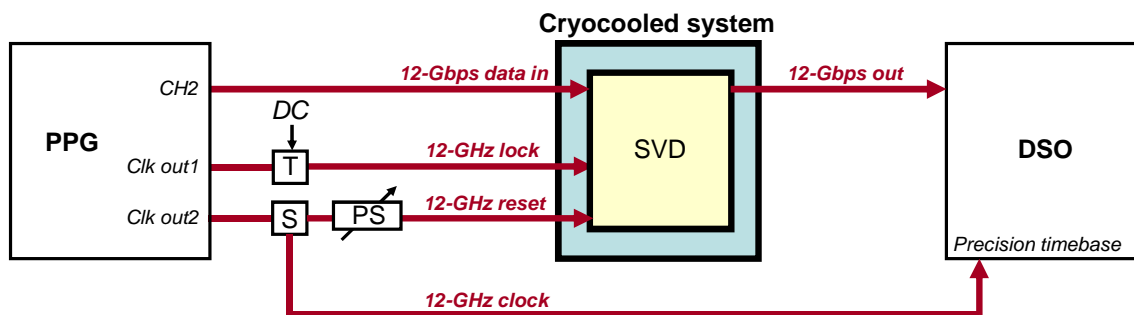 Cryocooled system
CH2
12-Gbps data in
12-Gbps out
DC
PPG
Clk out1
T
12-GHz lock
SVD
DSO
Clk out2
S
PS
12-GHz reset
Precision timebase
12-GHz clock